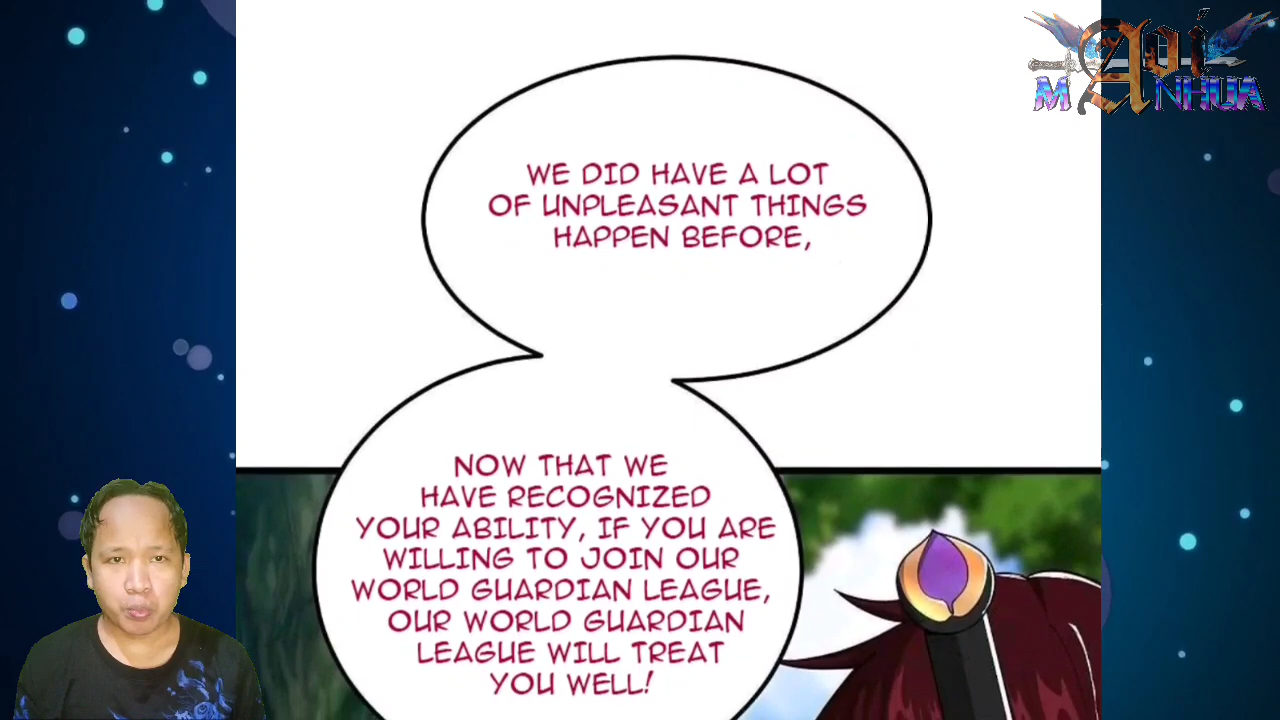 Aoi
MANHUA
WE DID HAVE A LOT
OF UNPLEASANT THINGS
HAPPEN BEFORE,
NOW THAT WE
HAVE RECOGNIZED
YOUR ABILITY, IF YOU ARE
WILLING TO JOIN OUR
WORLD GUARDIAN LEAGUE,
OUR WORLD GUARDIAN
LEAGUE WILL TREAT
YOU WELL!